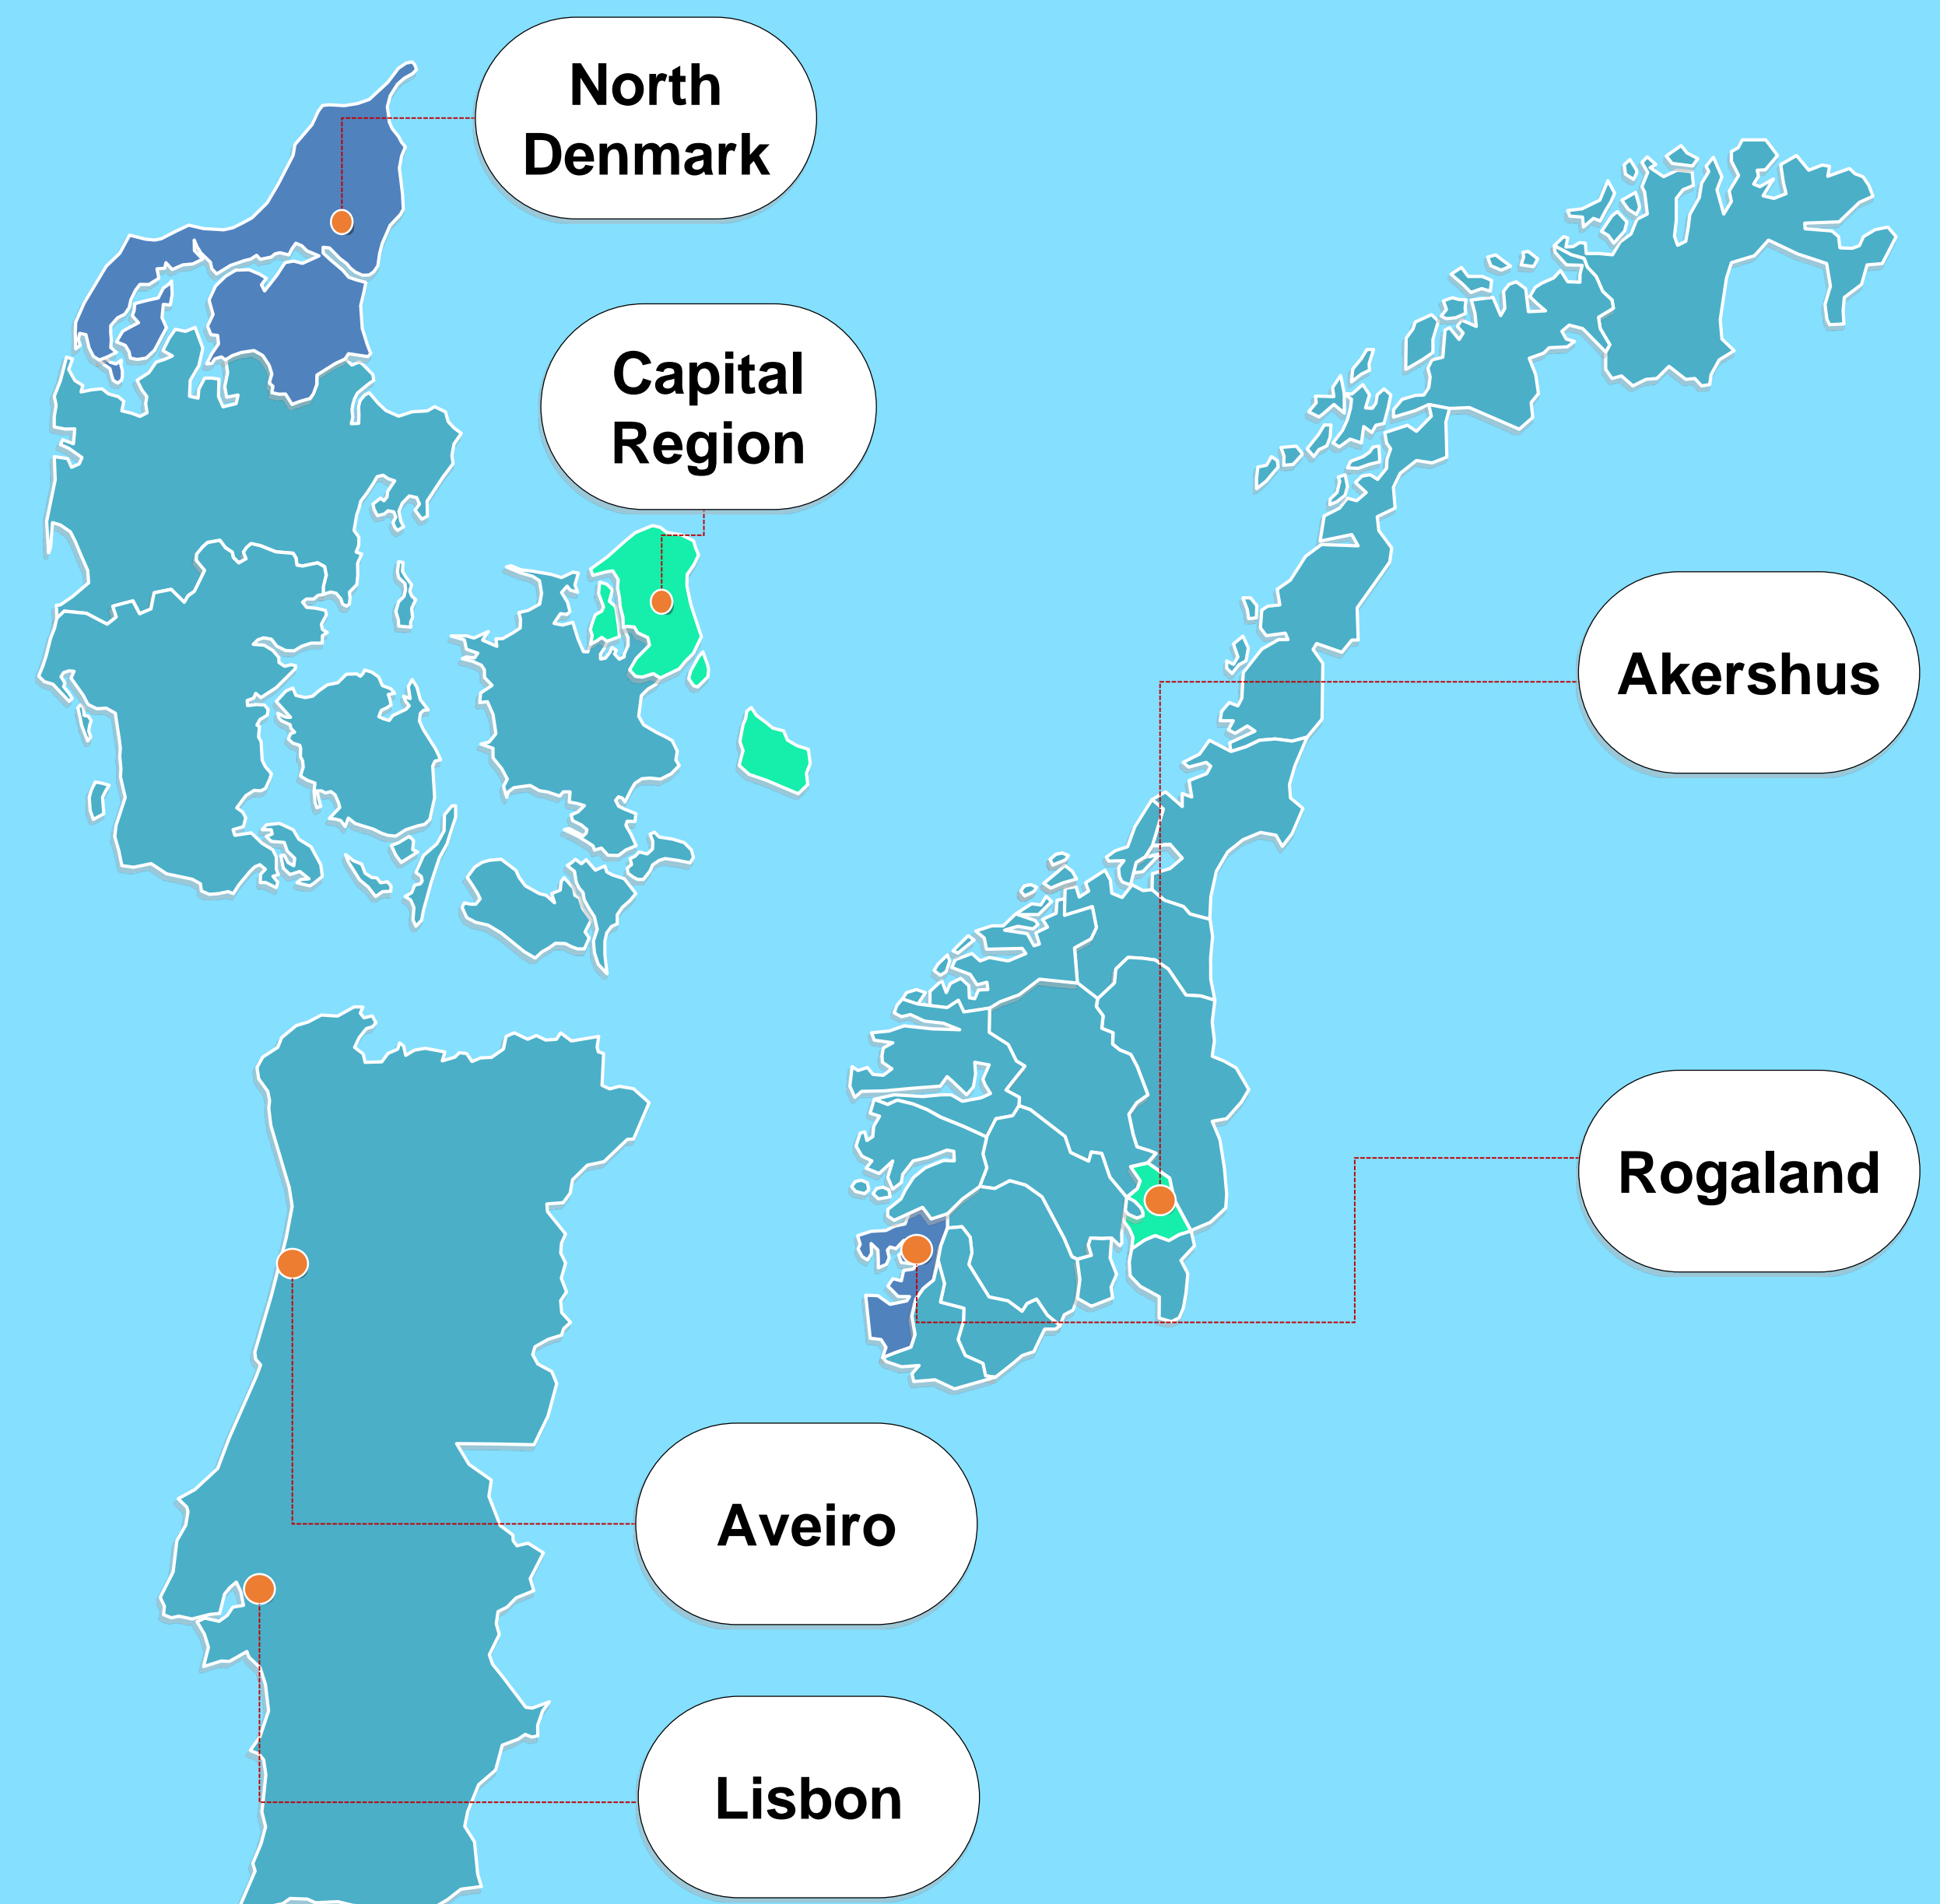 North
Denmark
Capital
Region
Akershus
Rogaland
Aveiro
Lisbon